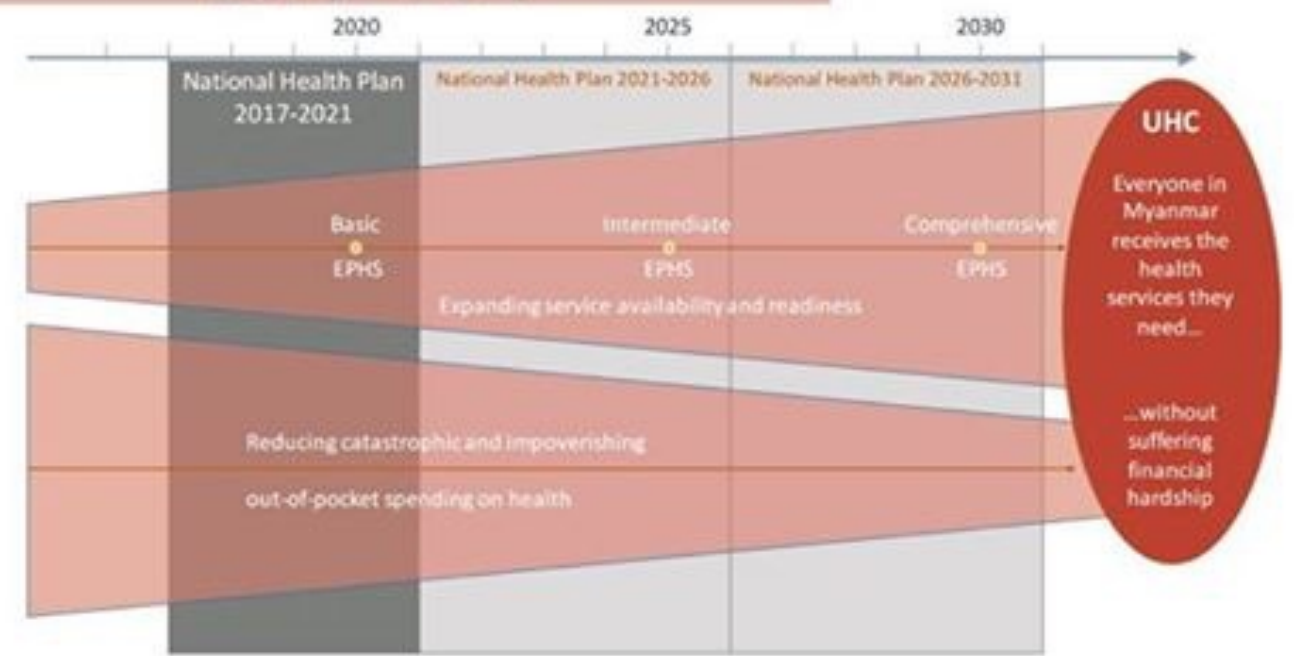 2020 2025 2030
National Health Plan
2017-2021
National Health Plan 2021-2026
National Health Plan 2026-2031
Basic
EPHS
Intermediate
EPHS
Comprehensive
EPHS
Expanding service availability and readiness
Reducing catastrophic and impoverishing
out-of-pocket spending on health
UHC
Everyone in
Myanmar
receives the
health
services they
need...
...without
suffering
financial
hardship